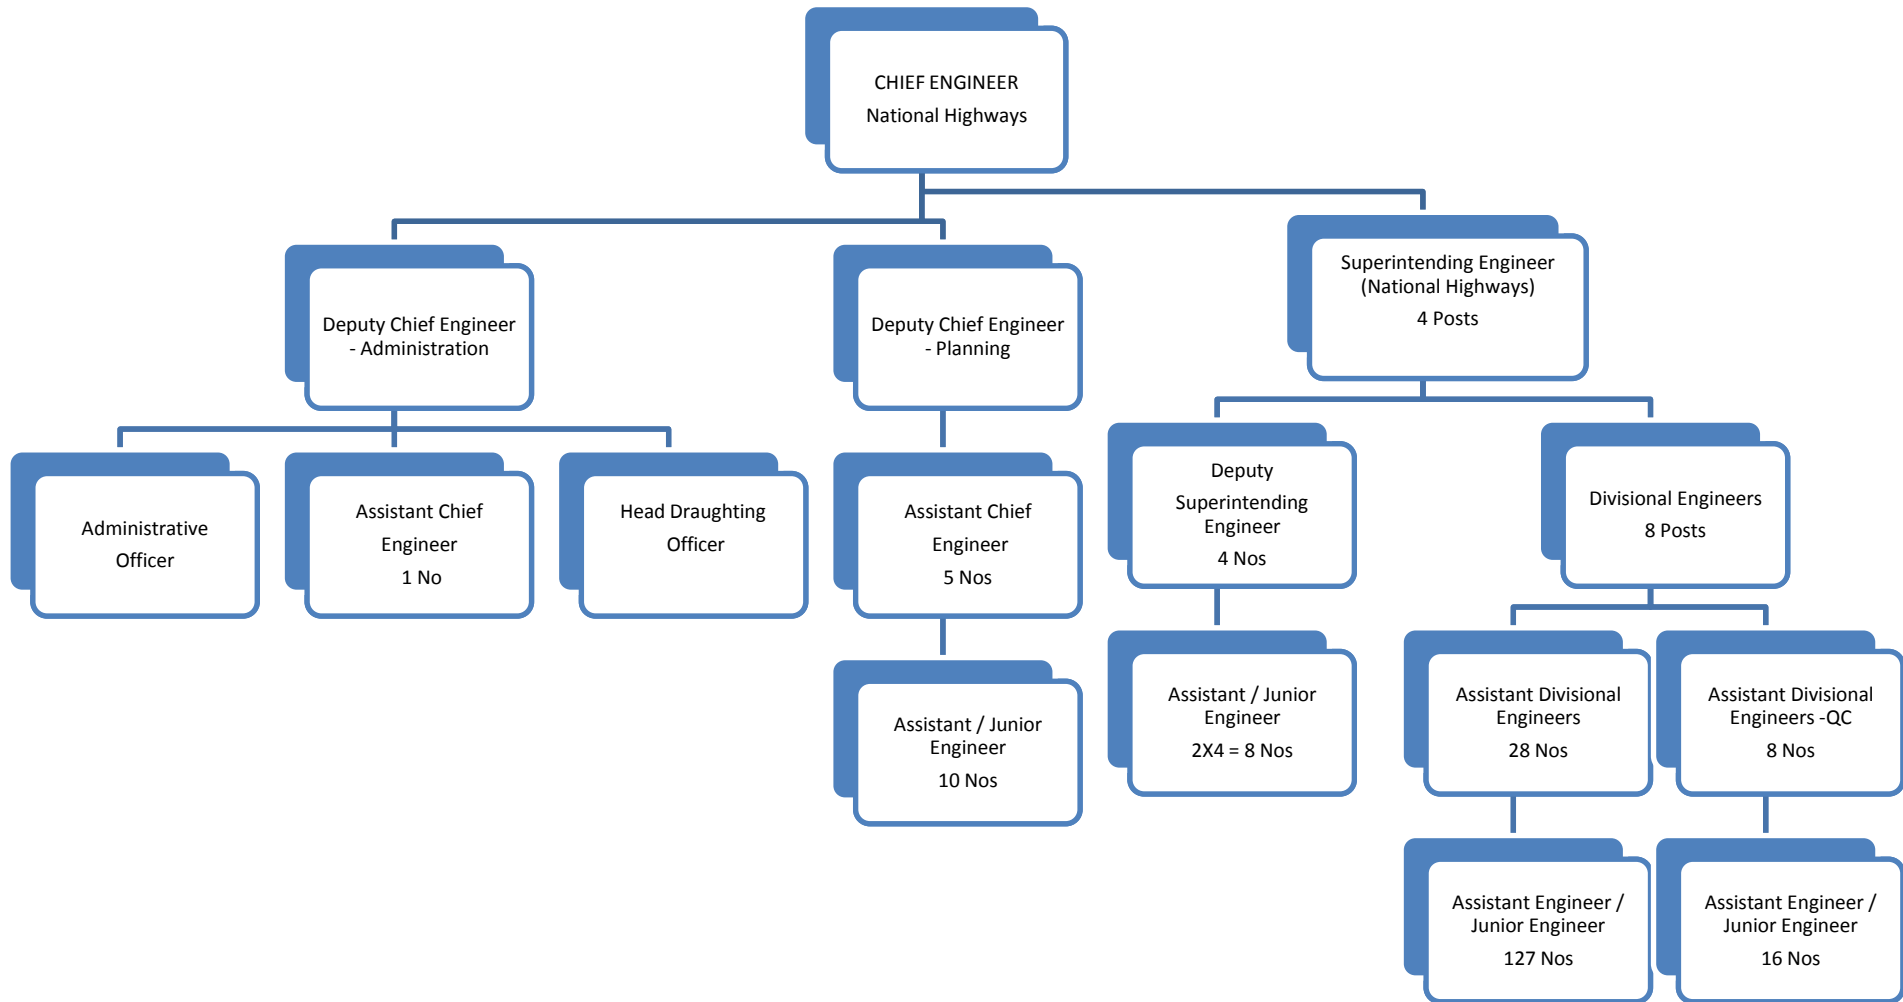 CHIEF ENGINEER
National Highways
Deputy Chief Engineer
- Administration
Deputy Chief Engineer
- Planning
Superintending Engineer
(National Highways)
4 Posts
Administrative
Officer
Assistant Chief
Engineer
1 No
Head Draughting
Officer
Assistant Chief
Engineer
5 Nos
Deputy
Superintending
Engineer
4 Nos
Divisional Engineers
8 Posts
Assistant / Junior
Engineer
10 Nos
Assistant / Junior
Engineer
2X4 = 8 Nos
Assistant Divisional
Engineers
28 Nos
Assistant Divisional
Engineers -QC
8 Nos
Assistant Engineer /
Junior Engineer
127 Nos
Assistant Engineer /
Junior Engineer
16 Nos